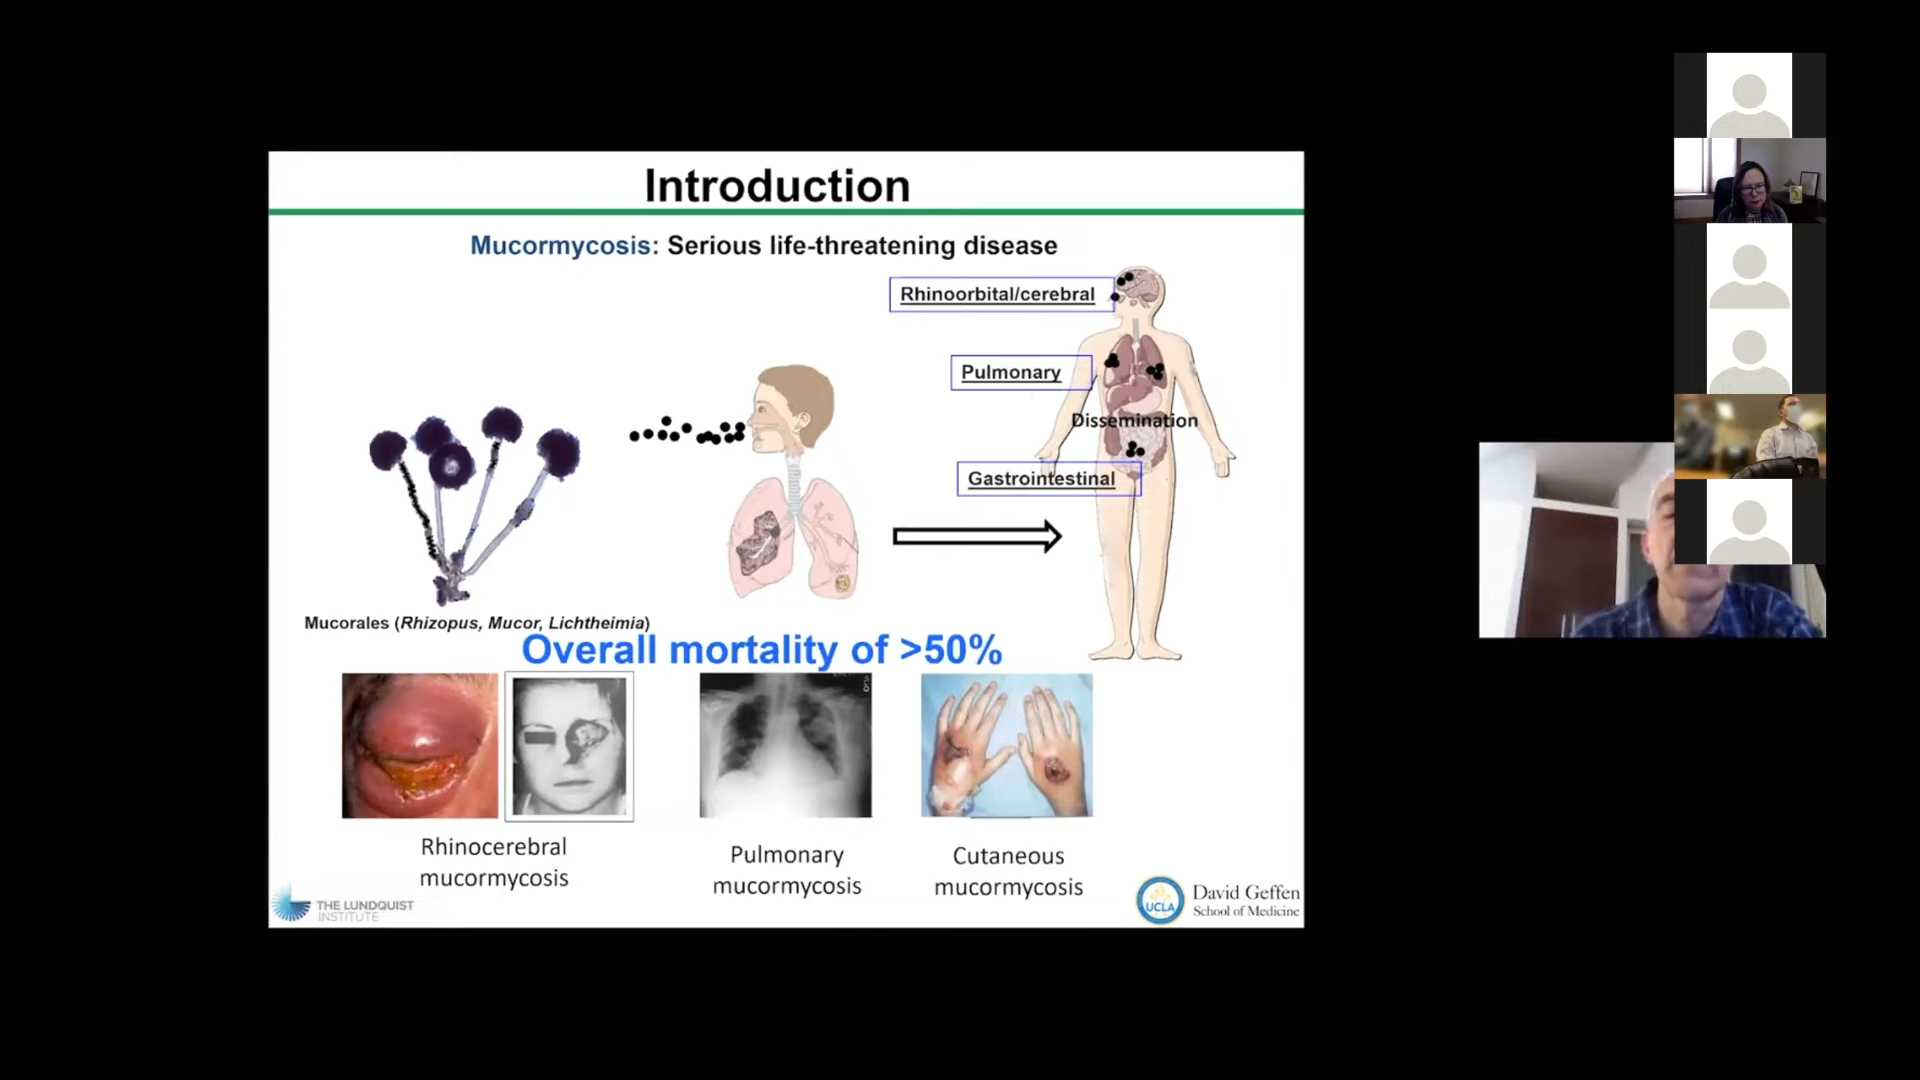 Introduction
Mucormycosis: Serious life-threatening disease
Rhinoorbital/cerebral
Pulmonary
Dissemination
Gastrointestinal
Mucorales (Rhizopus, Mucor, Lichtheimia)
Overall mortality of >50%
Rhinocerebral
mucormycosis
Pulmonary
mucormycosis
Cutaneous
mucormycosis
THE LUNDQUIST
INSTITUTE
UCLA
David Geffen
School of Medicine